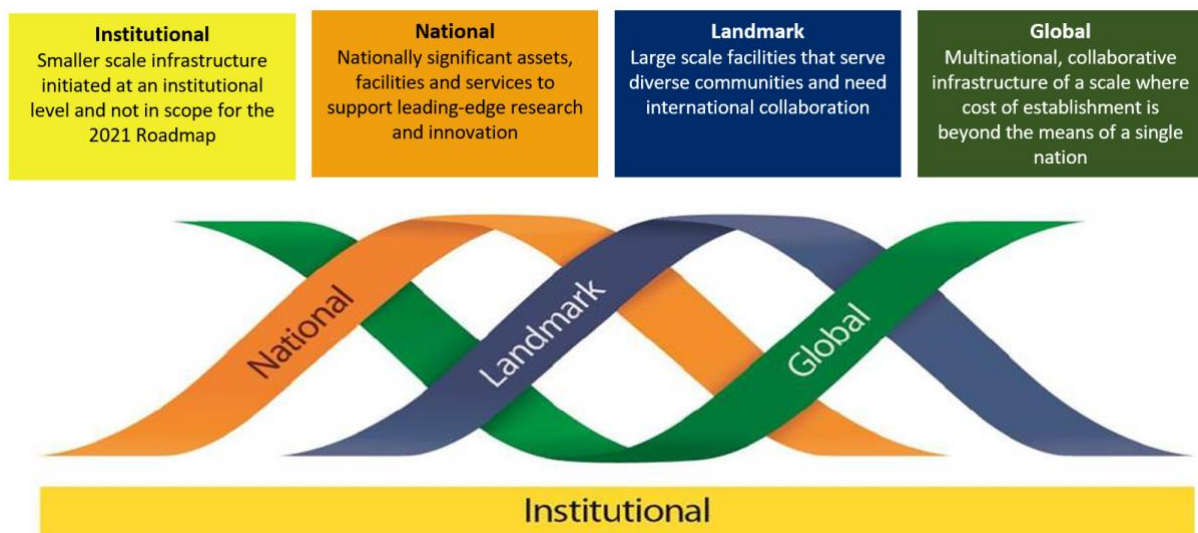 Institutional
Smaller scale infrastructure
initiated at an institutional
level and not in scope for the
2021 Roadmap
National
Nationally significant assets,
facilities and services to
support leading-edge research
and innovation
Landmark
Large scale facilities that serve
diverse communities and need
international collaboration
Global
Multinational, collaborative
infrastructure of a scale where
cost of establishment is
beyond the means of a single
nation
National
Landmark
Global
Institutional